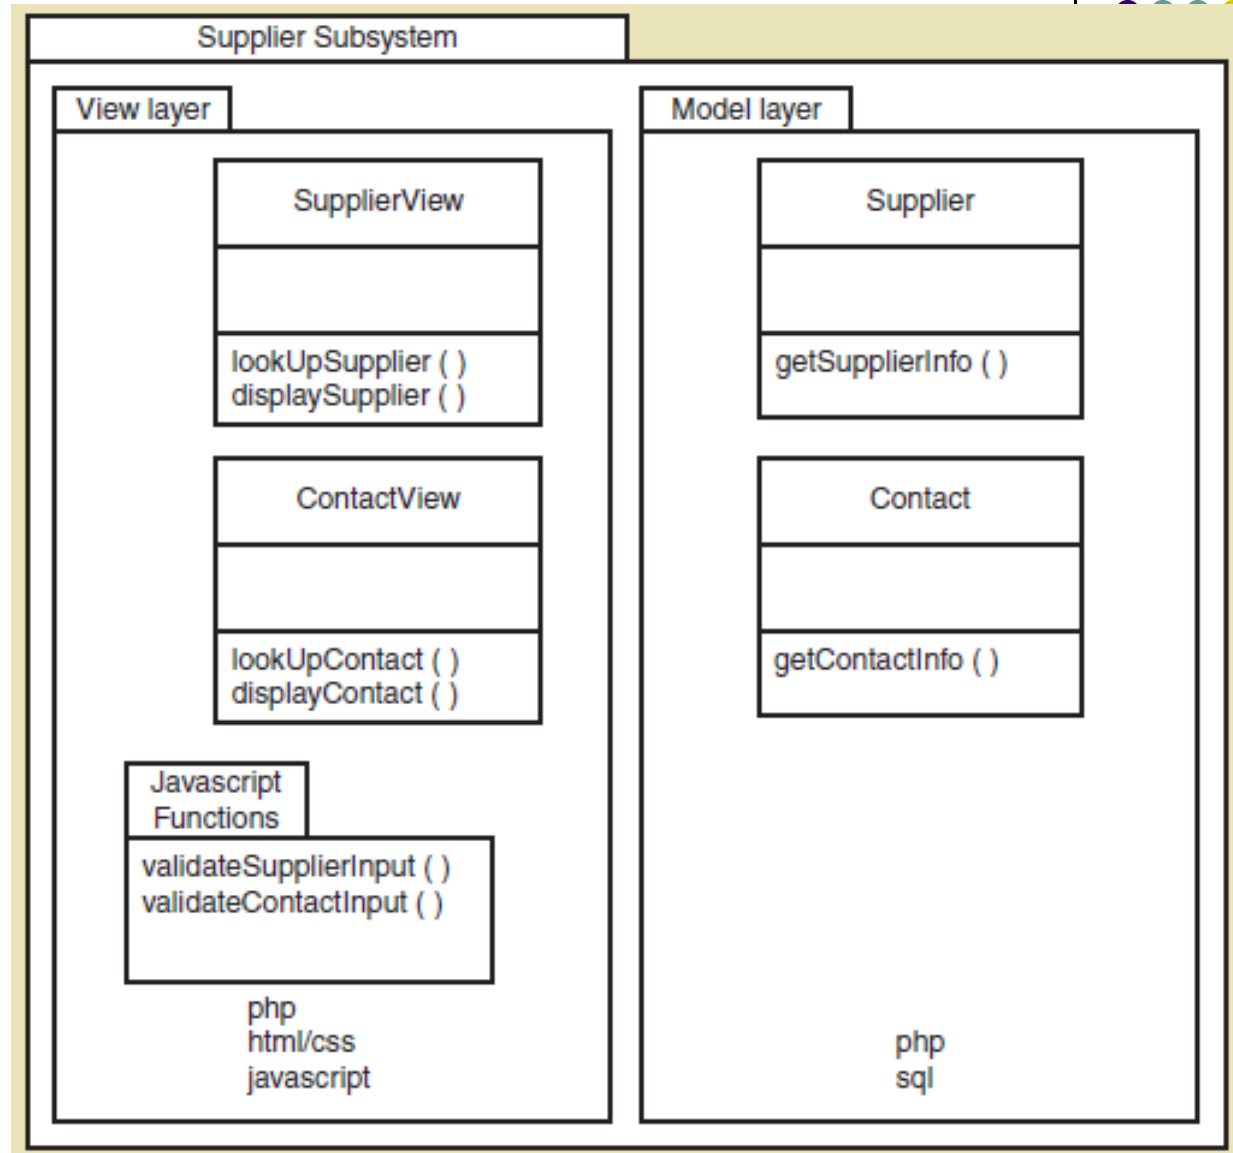 Supplier Subsystem
View layer
SupplierView
lookUpSupplier ( )
displaySupplier ( )
ContactView
lookUpContact ( )
displayContact ( )
Javascript
Functions
validateSupplierInput ( )
validateContactInput ( )
php
html/css
javascript
Model layer
Supplier
getSupplierInfo ( )
Contact
getContactInfo ( )
php
sql